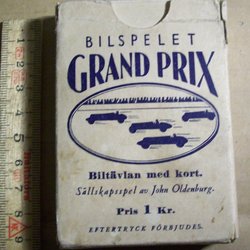 BILSPELET
GRAND PRIX
Biltävlan med kort.
Sällskapsspel av John Oldenburg.
Pris 1 Kr.
EFTERTRYCK FÖRBJUDES.